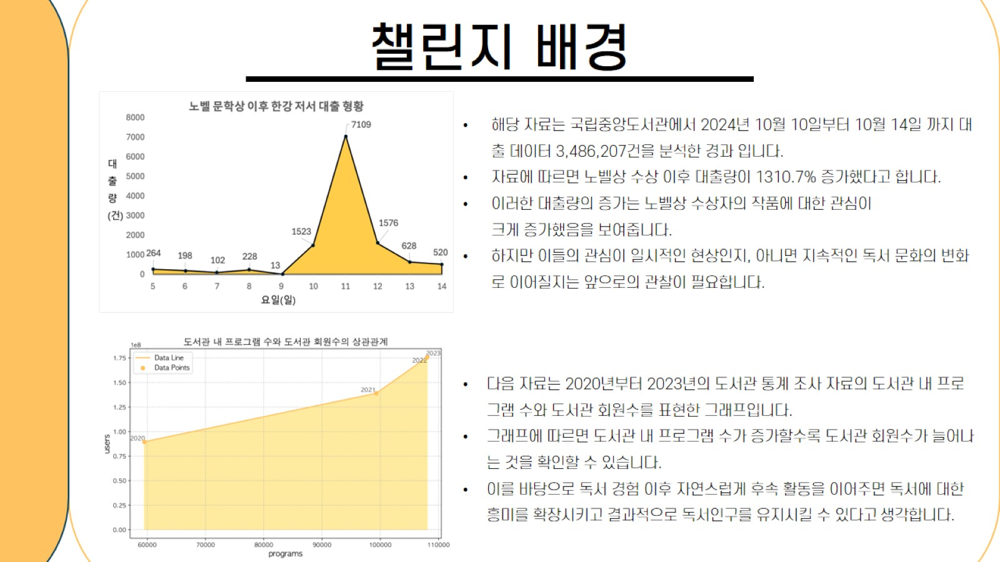 챌린지 배경
노벨 문학상 이후 한강 저서 대출 형황
8000
7000
6000
5000
4000
3000
2000
1000
0
대
출
량
(건)
264
198
102
228
13
1523
7109
1576
628
520
5 6 7 8 9 10 11 12 13 14
요일(일)
• 해당 자료는 국립중앙도서관에서 2024년 10월 10일부터 10월 14일 까지 대
출 데이터 3,486,207건을 분석한 경과 입니다.
• 자료에 따르면 노벨상 수상 이후 대출량이 1310.7% 증가했다고 합니다.
• 이러한 대출량의 증가는 노벨상 수상자의 작품에 대한 관심이
크게 증가했음을 보여줍니다.
• 하지만 이들의 관심이 일시적인 현상인지, 아니면 지속적인 독서 문화의 변화
로 이어질지는 앞으로의 관찰이 필요합니다.
도서관 내 프로그램 수와 도서관 회원수의 상관관계
1e8
Data Line
Data Points
1.75
1.50
1.25
1.00
0.75
0.50
0.25
0.00
users
2020
2021
2022
2023
60000 70000 80000 90000 100000 110000
programs
• 다음 자료는 2020년부터 2023년의 도서관 통계 조사 자료의 도서관 내 프로
그램 수와 도서관 회원수를 표현한 그래프입니다.
• 그래프에 따르면 도서관 내 프로그램 수가 증가할수록 도서관 회원수가 늘어나
는 것을 확인할 수 있습니다.
• 이를 바탕으로 독서 경험 이후 자연스럽게 후속 활동을 이어주면 독서에 대한
흥미를 확장시키고 결과적으로 독서인구를 유지시킬 수 있다고 생각합니다.